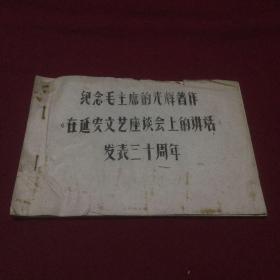 纪念毛主席的光辉著作
《在延安文艺座谈会上的讲话》
发表三十周年